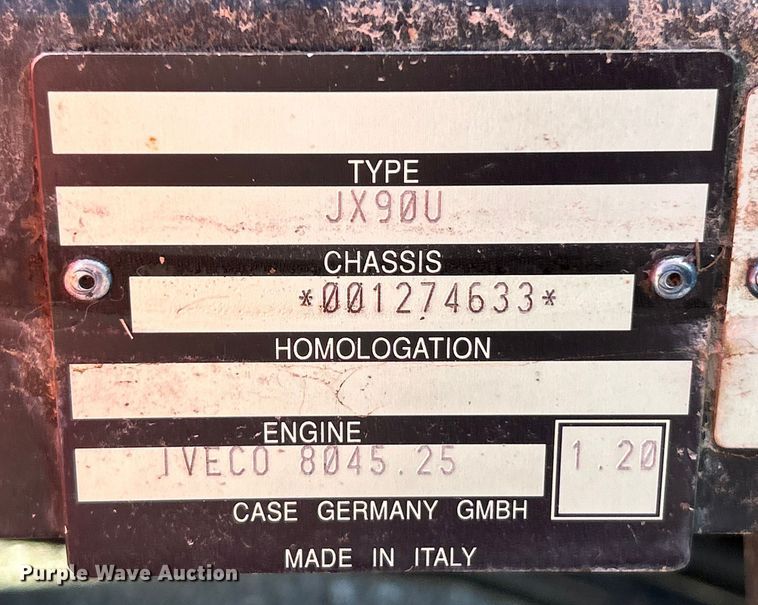 TYPE
JX90U
CHASSIS
*001274633*
HOMOLOGATION
ENGINE
IVECO 8045.25
1.20
CASE GERMANY GMBH
MADE IN ITALY
Purple Wave Auction